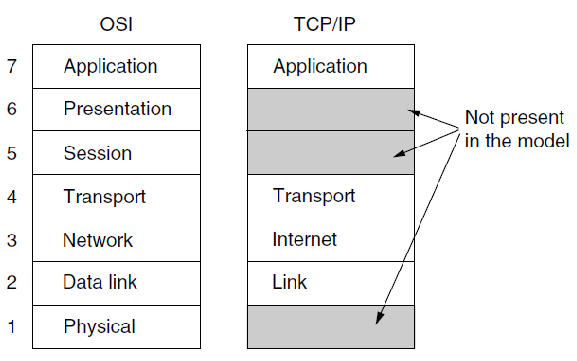 OSI TCP/IP
7 Application Application
6 Presentation
5 Session
Not present
in the model
4 Transport Transport
3 Network Internet
2 Data link Link
1 Physical